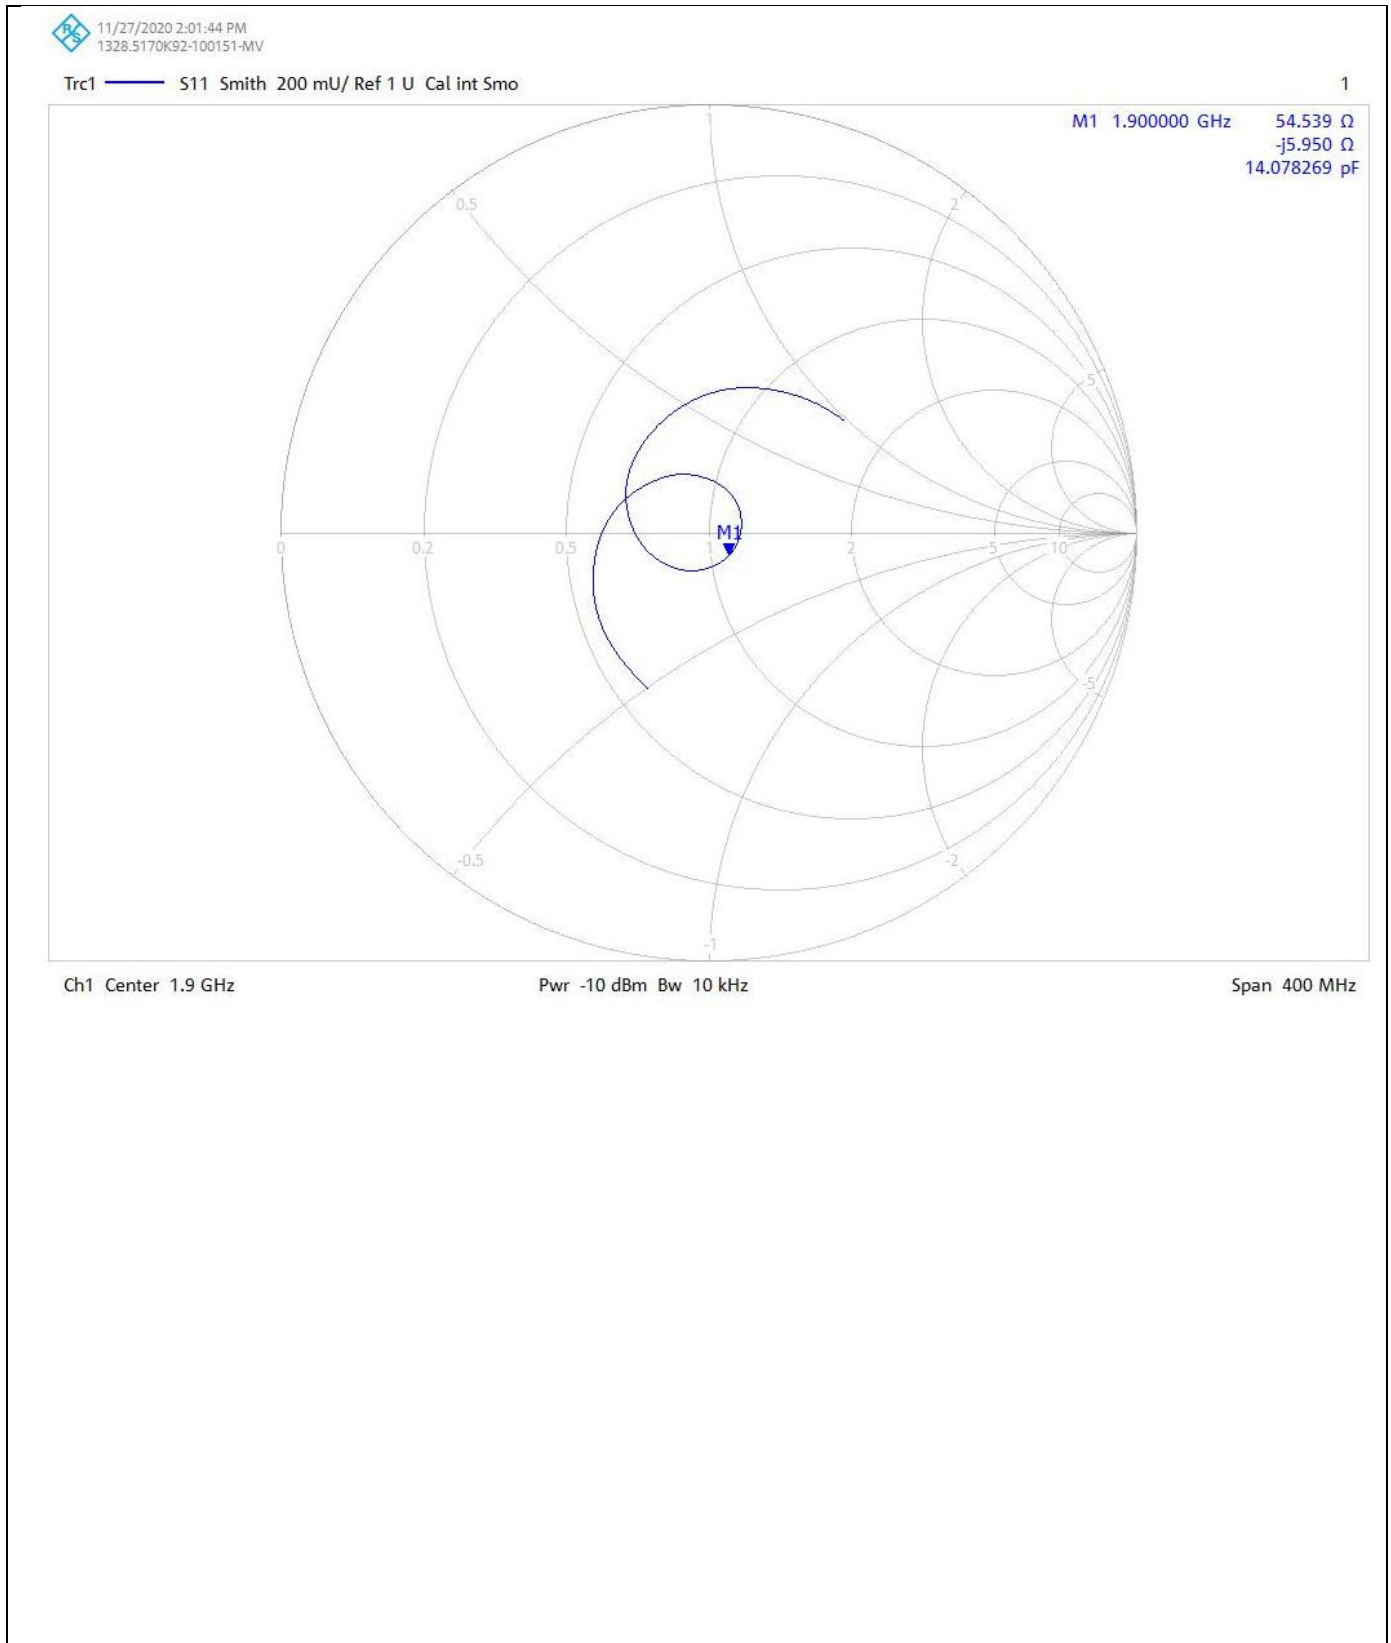 R/S
11/27/2020 2:01:44 PM
1328.5170K92-100151-MV
Trc1 S11 Smith 200 mU/ Ref 1 U Cal int Smo 1
M1 1.900000 GHz 54.539 Ω
-j5.950 Ω
14.078269 pF
1
0.5 2
5
M1
0 0.2 0.5 1 2 5 10
-5
-0.5 -2
-1
Ch1 Center 1.9 GHz Pwr -10 dBm Bw 10 kHz Span 400 MHz